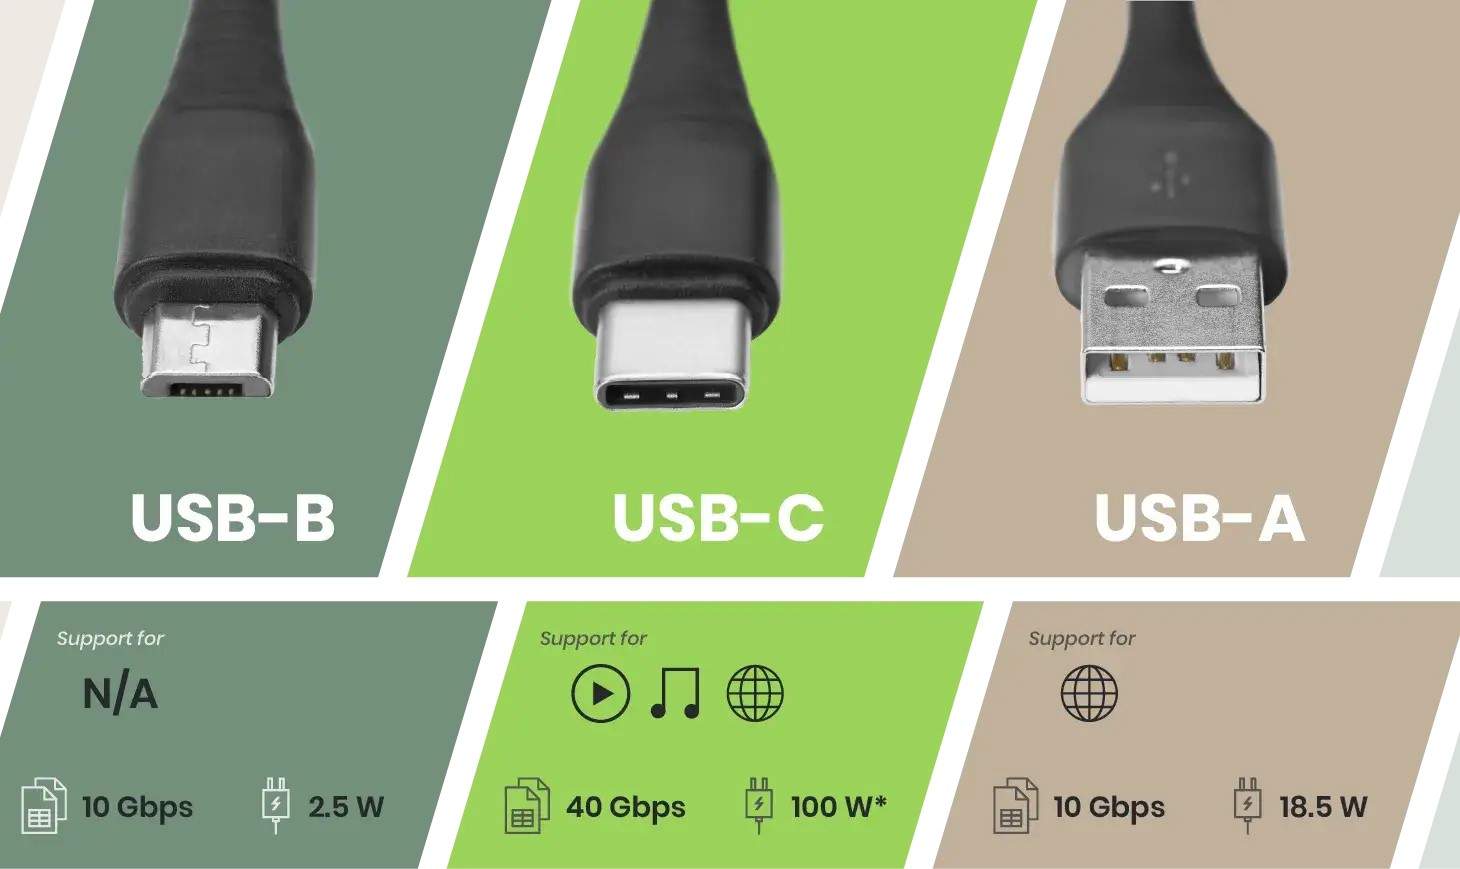 USB-B
USB-C
USB-A
Support for
N/A
10 Gbps
2.5 W
Support for
40 Gbps
100 W*
Support for
10 Gbps
18.5 W